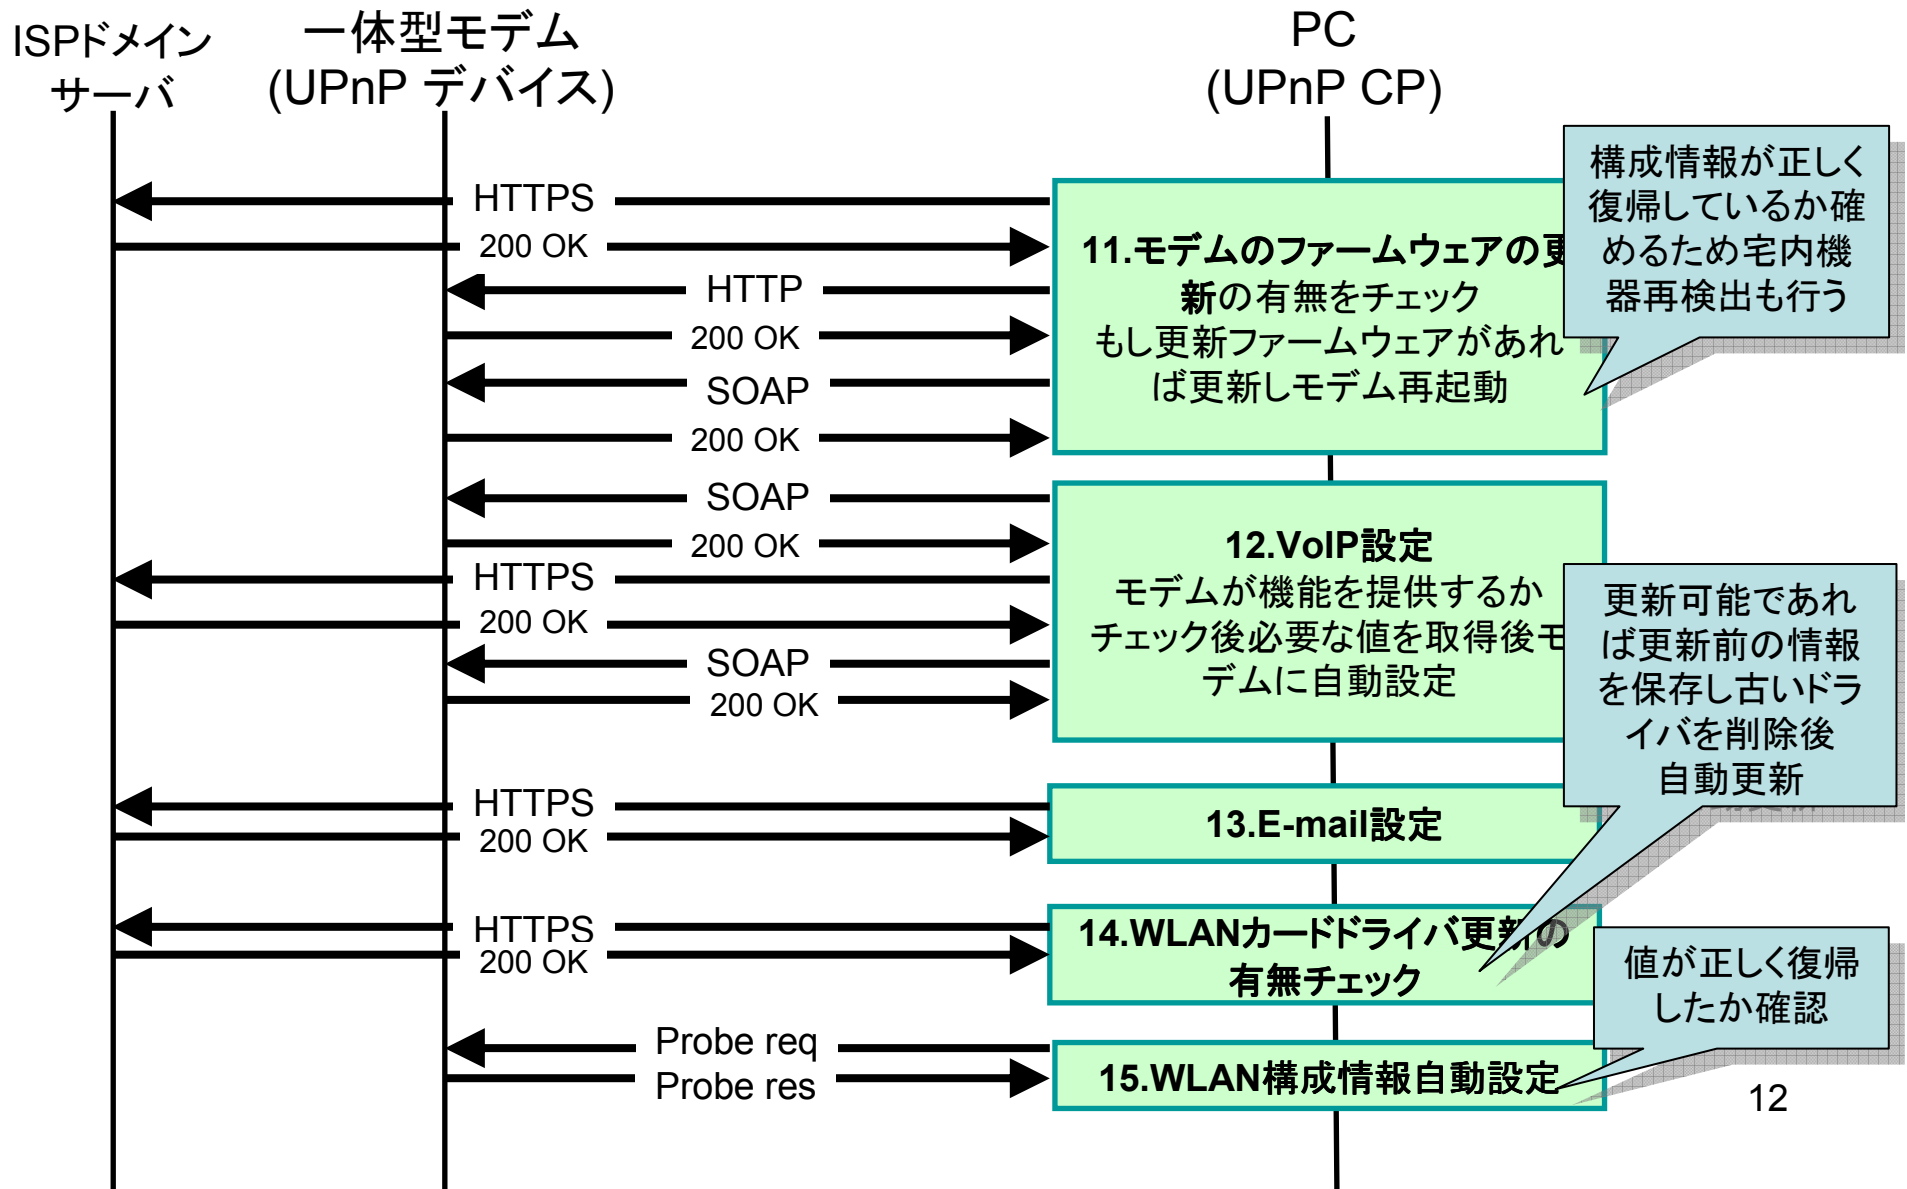 ISPドメイン
サーバ
一体型モデム
(UPnP デバイス)
PC
(UPnP CP)
HTTPS
200 OK
HTTP
200 OK
SOAP
200 OK
11.モデムのファームウェアの更
新の有無をチェック
もし更新ファームウェアがあれ
ば更新しモデム再起動
構成情報が正しく
復帰しているか確
めるため宅内機
器再検出も行う
SOAP
200 OK
HTTPS
200 OK
SOAP
200 OK
12.VoIP設定
モデムが機能を提供するか
チェック後必要な値を取得後モ
デムに自動設定
更新可能であれ
ば更新前の情報
を保存し古いドラ
イバを削除後
自動更新
HTTPS
200 OK
13.E-mail設定
HTTPS
200 OK
14.WLANカードドライバ更新の
有無チェック
値が正しく復帰
したか確認
Probe req
Probe res
15.WLAN構成情報自動設定
12